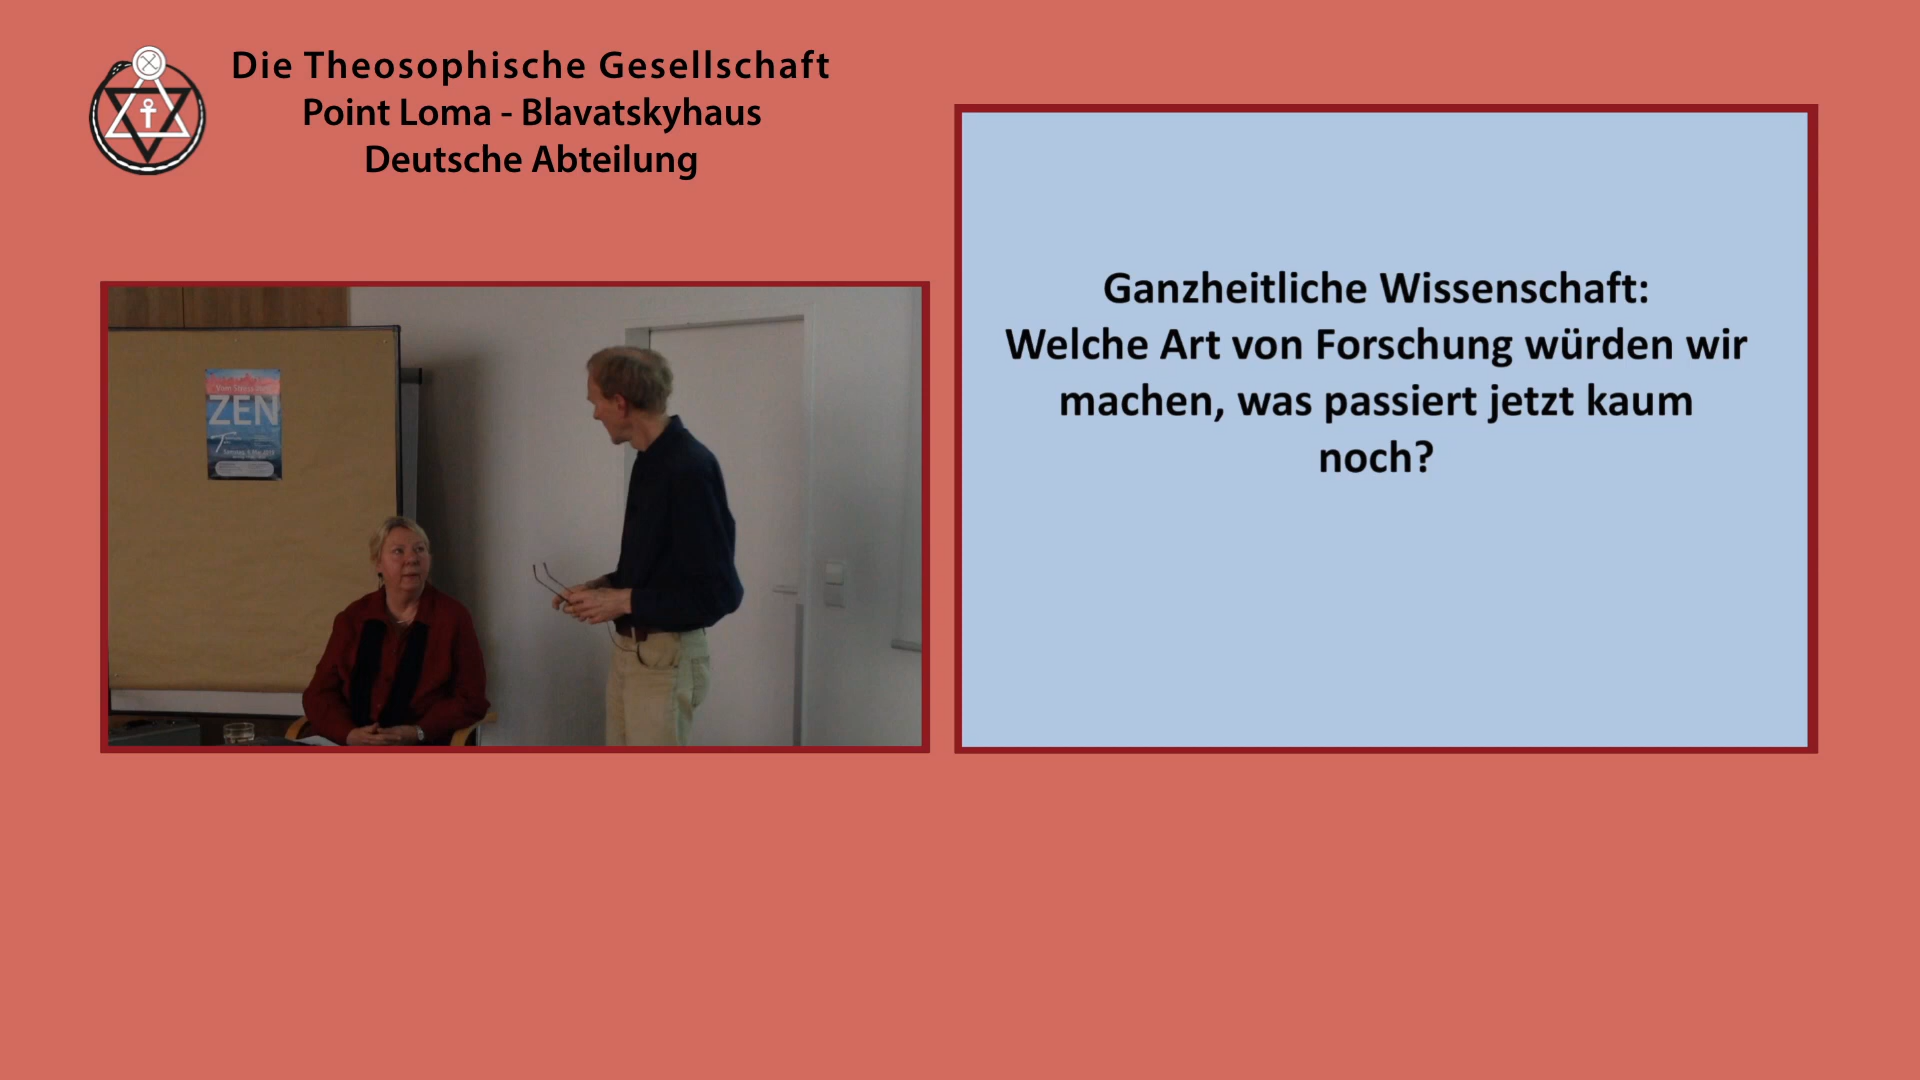 Die Theosophische Gesellschaft
Point Loma - Blavatskyhaus
Deutsche Abteilung
Ganzheitliche Wissenschaft:
Welche Art von Forschung würden wir
machen, was passiert jetzt kaum
noch?
ZEN